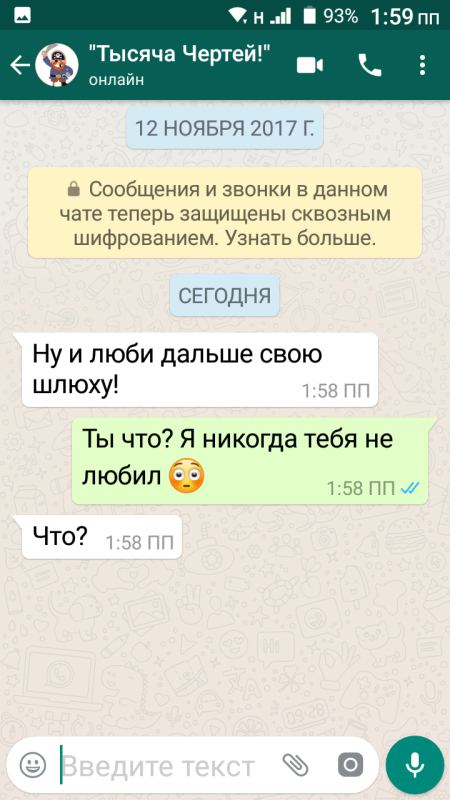 Н 93% 1:59 пп
"Тысяча Чертей!"
онлайн
12 НОЯБРЯ 2017 Г.
Сообщения и звонки в данном
чате теперь защищены сквозным
шифрованием. Узнать больше.
СЕГОДНЯ
Ну и люби дальше свою
шлюху!
1:58 ПП
Ты что? Я никогда тебя не
любил 😳
1:58 ПП
Что? 1:58 ПП
Введите текст